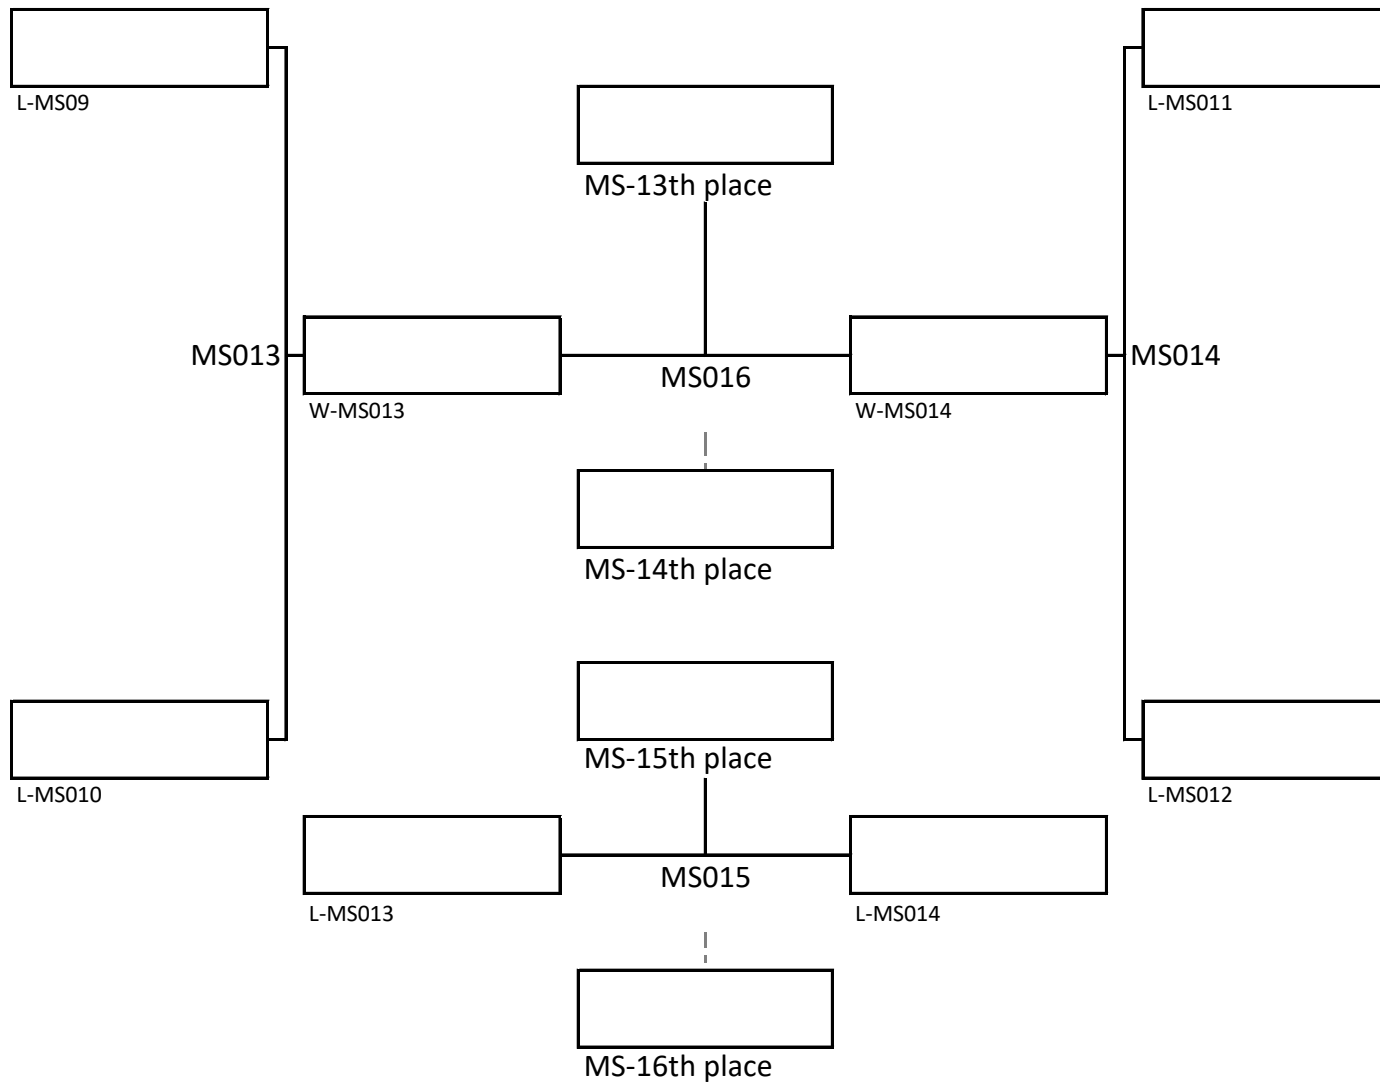 L-MS09
L-MS011
MS-13th place
MS013
MS016
MS014
W-MS013
W-MS014
MS-14th place
MS-15th place
L-MS010
L-MS012
MS015
L-MS013
L-MS014
MS-16th place